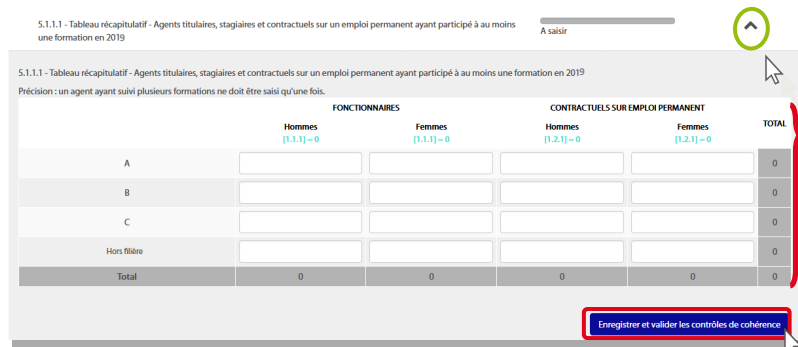 5.1.1.1 - Tableau récapitulatif - Agents titulaires, stagiaires et contractuels sur un emploi permanent ayant participé à au moins
une formation en 2019
A saisir
5.1.1.1 - Tableau récapitulatif - Agents titulaires, stagiaires et contractuels sur un emploi permanent ayant participé à au moins une formation en 2019
Précision : un agent ayant suivi plusieurs formations ne doit être saisi qu'une fois.
FONCTIONNAIRES CONTRACTUELS SUR EMPLOI PERMANENT
TOTAL
Hommes Femmes Hommes Femmes
[1.1.1] = 0 [1.1.1] = 0 [1.2.1] = 0 [1.2.1] = 0
A 0
B 0
C 0
Hors filière 0
Total 0 0 0 0 0
Enregistrer et valider les contrôles de cohérence